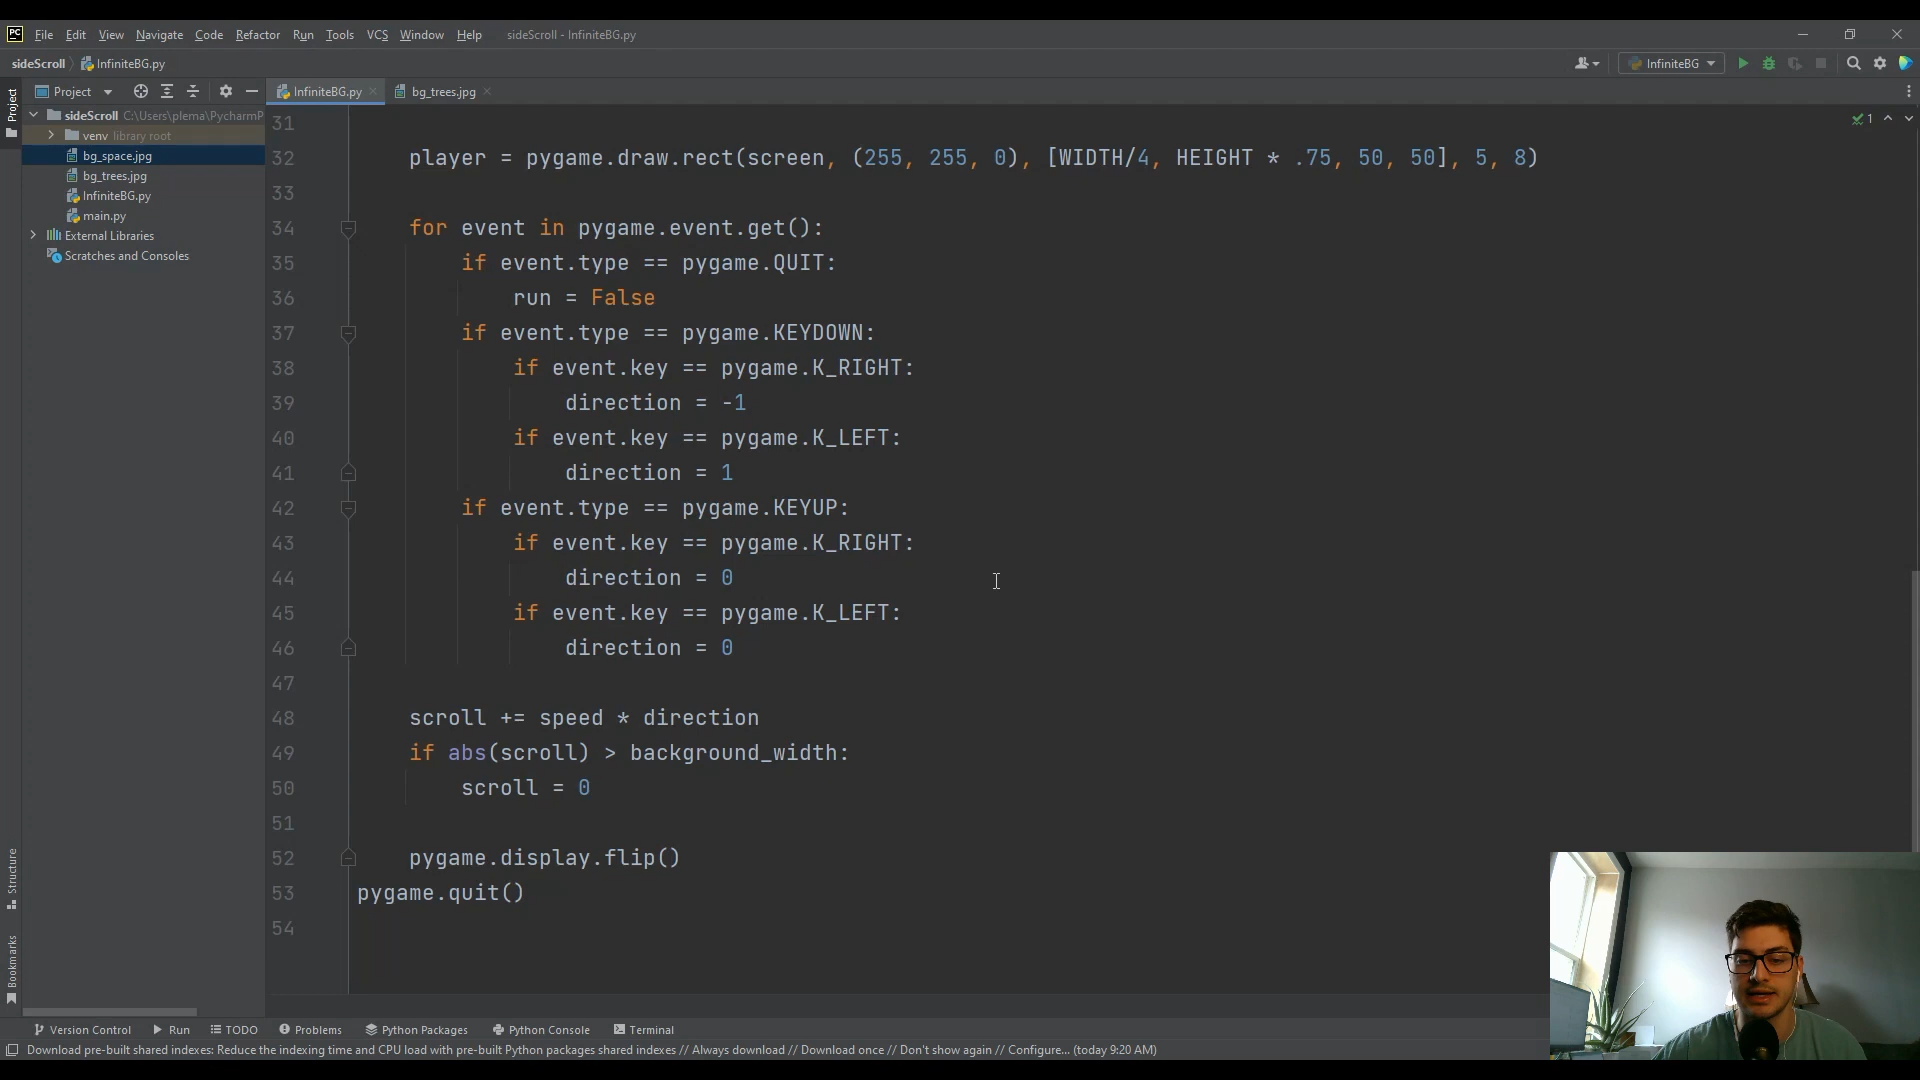 PC File Edit View Navigate Code Refactor Run Tools VCS Window Help sideScroll - InfiniteBG.py
sideScroll InfiniteBG.py InfiniteBG
Project Project InfiniteBG.py bg_trees.jpg
sideScroll C:\Users\plema\PycharmP
venv library root
bg_space.jpg
bg_trees.jpg
InfiniteBG.py
main.py
External Libraries
Scratches and Consoles
1
31
32 player = pygame.draw.rect(screen, (255, 255, 0), [WIDTH/4, HEIGHT * .75, 50, 50], 5, 8)
33
34 for event in pygame.event.get():
35 if event.type == pygame.QUIT:
36 run = False
37 if event.type == pygame.KEYDOWN:
38 if event.key == pygame.K_RIGHT:
39 direction = -1
40 if event.key == pygame.K_LEFT:
41 direction = 1
42 if event.type == pygame.KEYUP:
43 if event.key == pygame.K_RIGHT:
44 direction = 0
45 if event.key == pygame.K_LEFT:
46 direction = 0
47
48 scroll += speed * direction
49 if abs(scroll) > background_width:
50 scroll = 0
51
52 pygame.display.flip()
53 pygame.quit()
54
Structure
Bookmarks
Version Control Run TODO Problems Python Packages Python Console Terminal
Download pre-built shared indexes: Reduce the indexing time and CPU load with pre-built Python packages shared indexes // Always download // Download once // Don't show again // Configure... (today 9:20 AM)